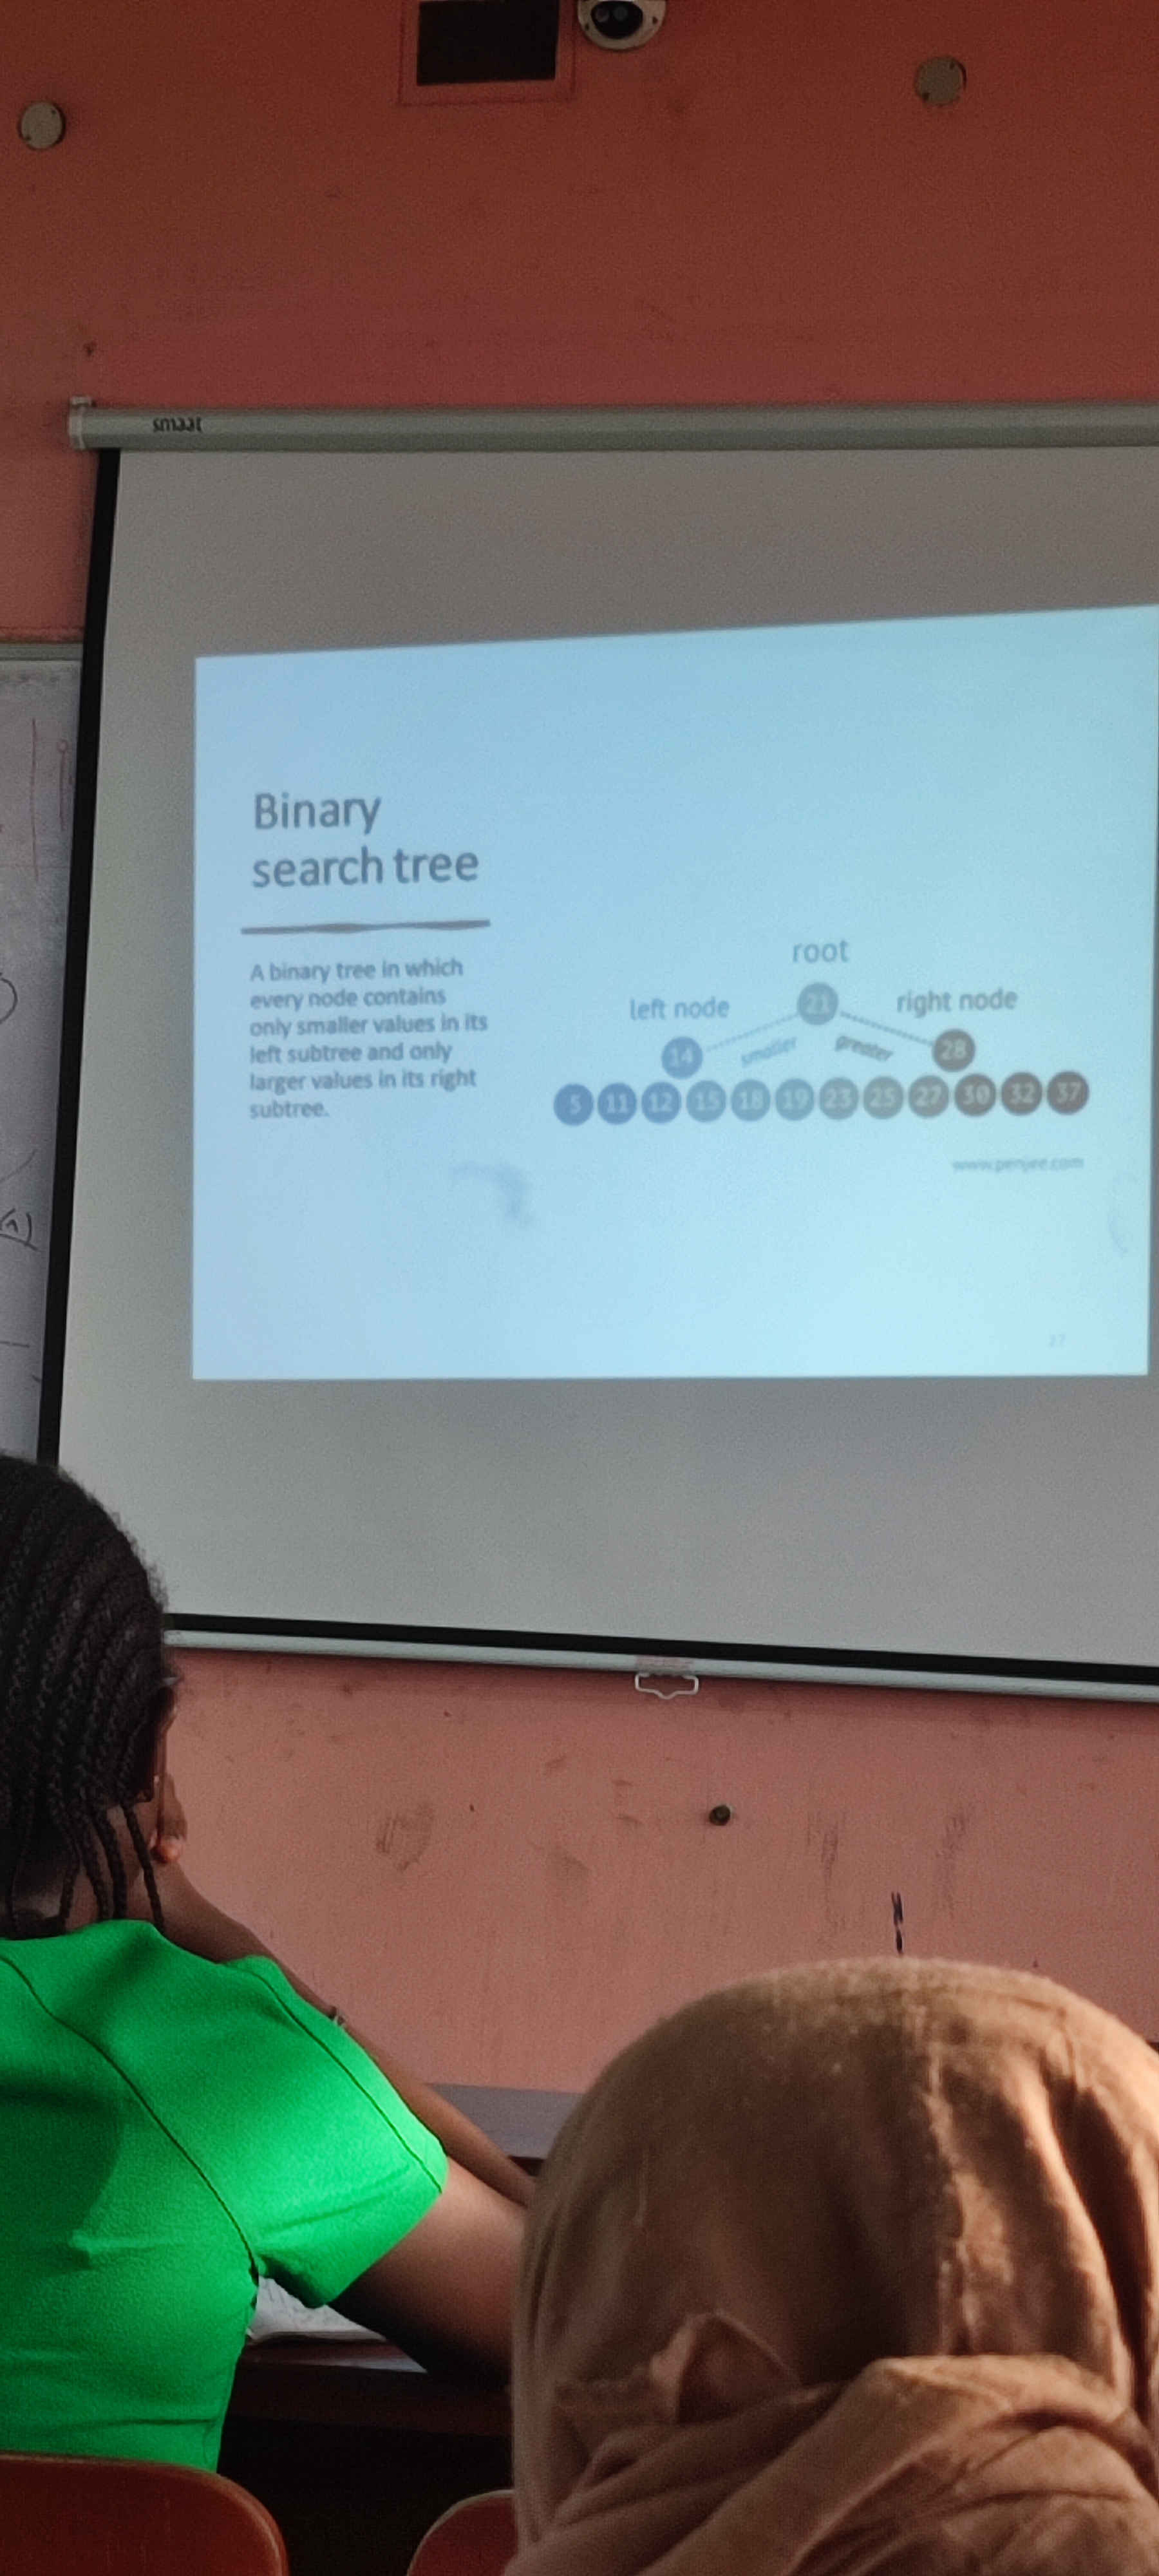 smaat
Binary
search tree
A binary tree in which
every node contains
only smaller values in its
left subtree and only
larger values in its right
subtree.
root
left node
21
right node
14
smaller
greater
28
5 11 12 15 18 19 23 25 27 30 32 37
www.penjee.com